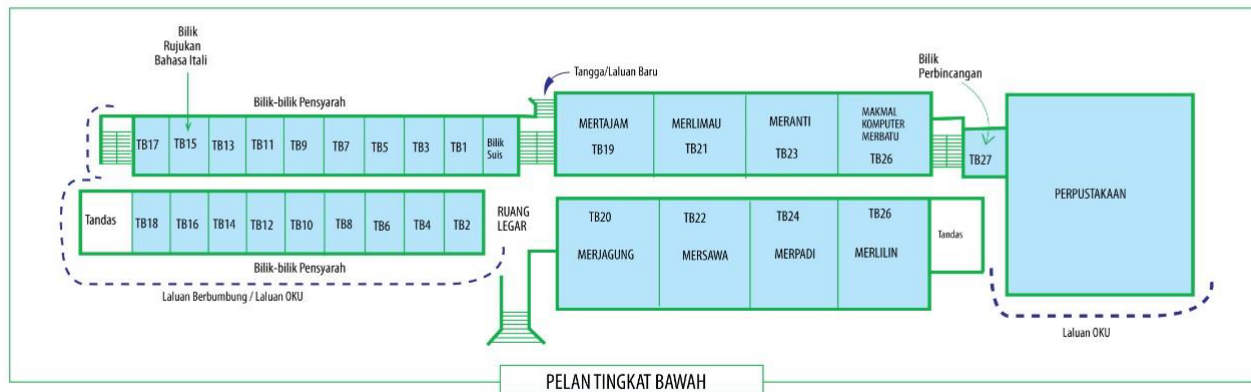 Bilik
Rujukan
Bahasa Itali
Bilik-bilik Pensyarah
Tangga/Laluan Baru
Bilik
Perbincangan
TB17 TB15 TB13 TB11 TB9 TB7 TB5 TB3 TB1
Bilik
Suis
MERTAJAM
TB19
MERLIMAU
TB21
MERANTI
TB23
MAKMAL
KOMPUTER
MERBATU
TB26
TB27
PERPUSTAKAAN
Tandas
TB18 TB16 TB14 TB12 TB10 TB8 TB6 TB4 TB2
RUANG
LEGAR
TB20
MERJAGUNG
TB22
MERSAWA
TB24
MERPADI
TB26
MERLILIN
Tandas
Bilik-bilik Pensyarah
Laluan Berbumbung / Laluan OKU
Laluan OKU
PELAN TINGKAT BAWAH